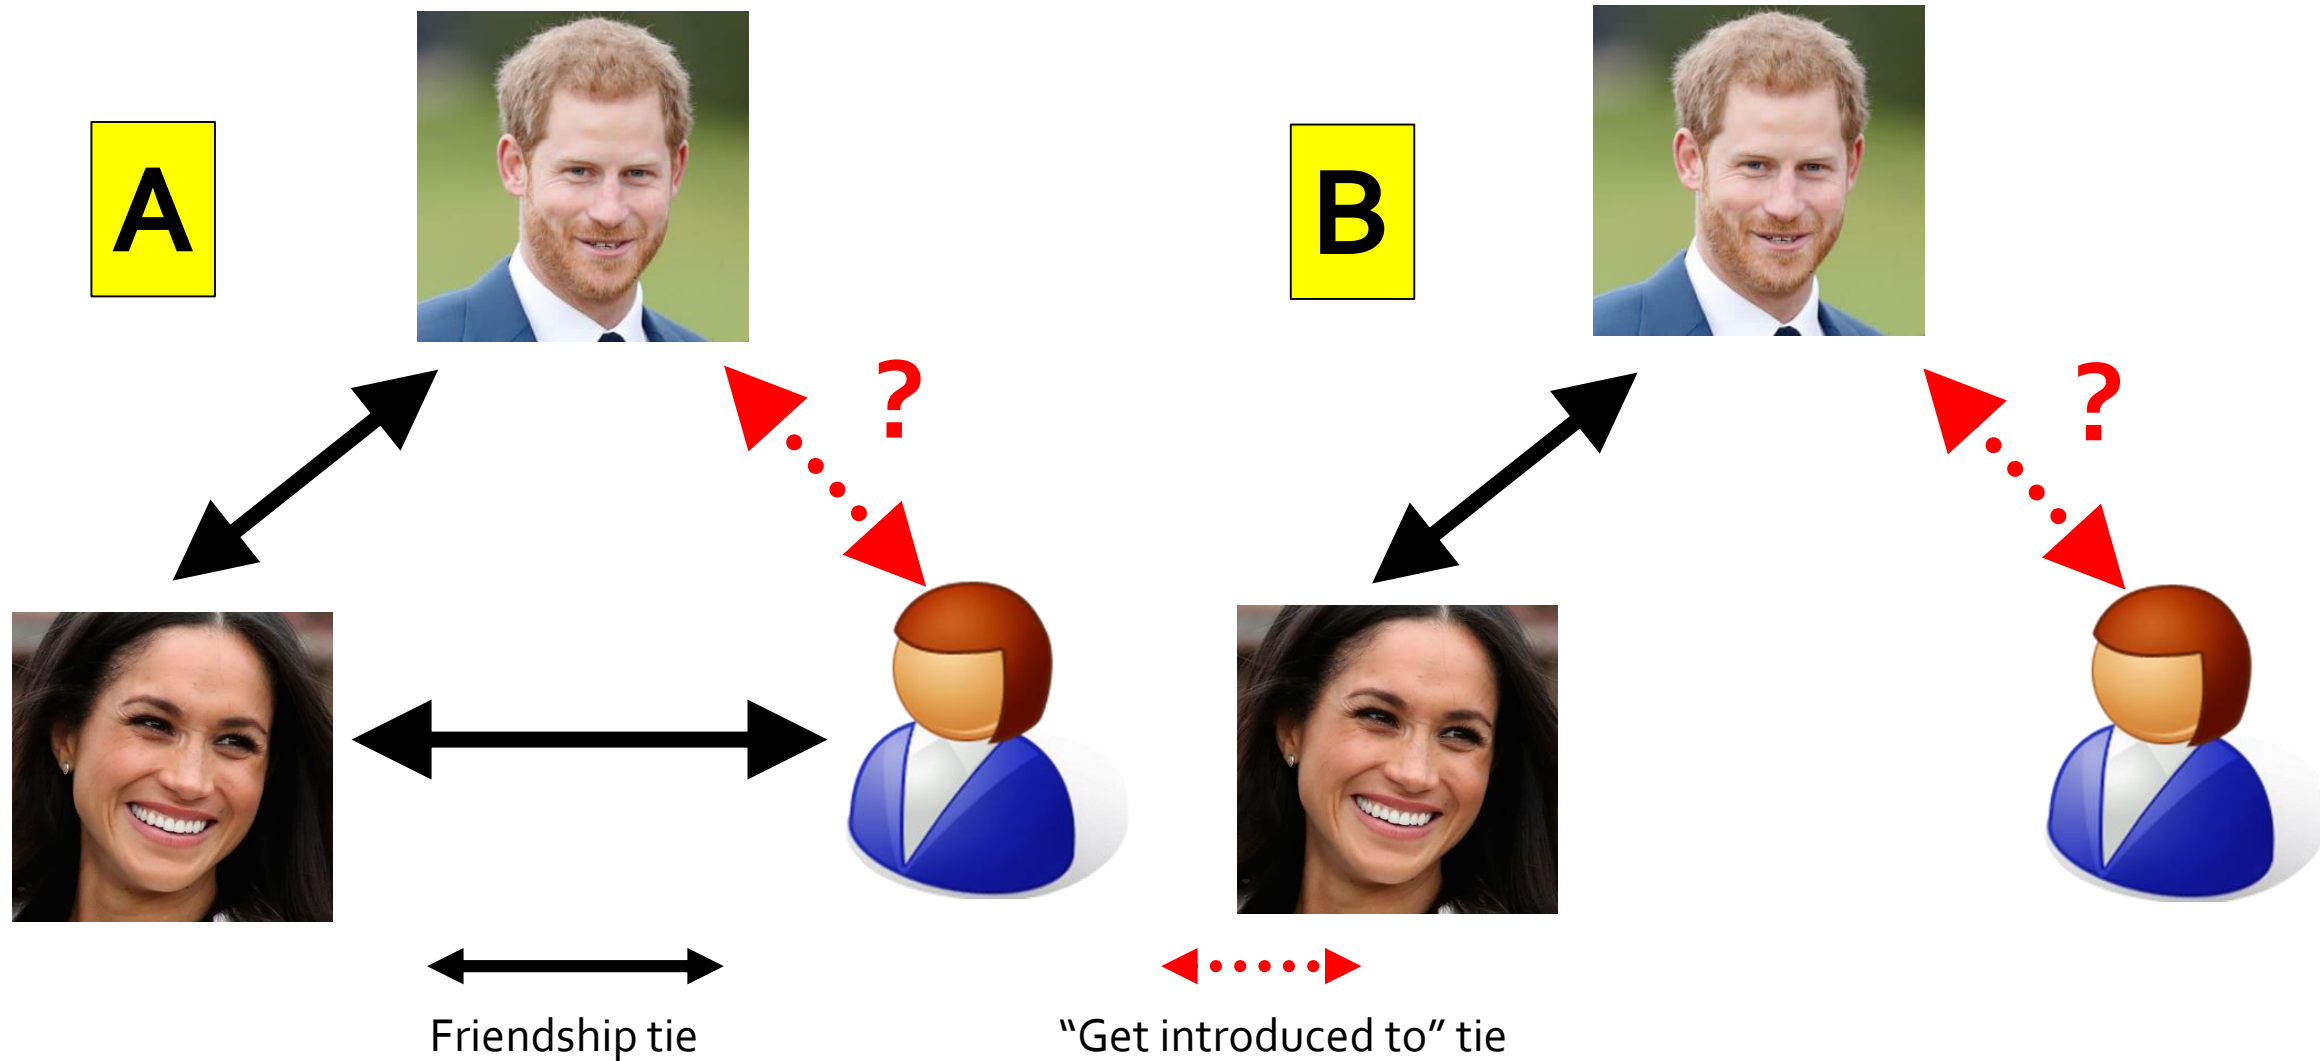 A
B
?
?
Friendship tie
“Get introduced to” tie